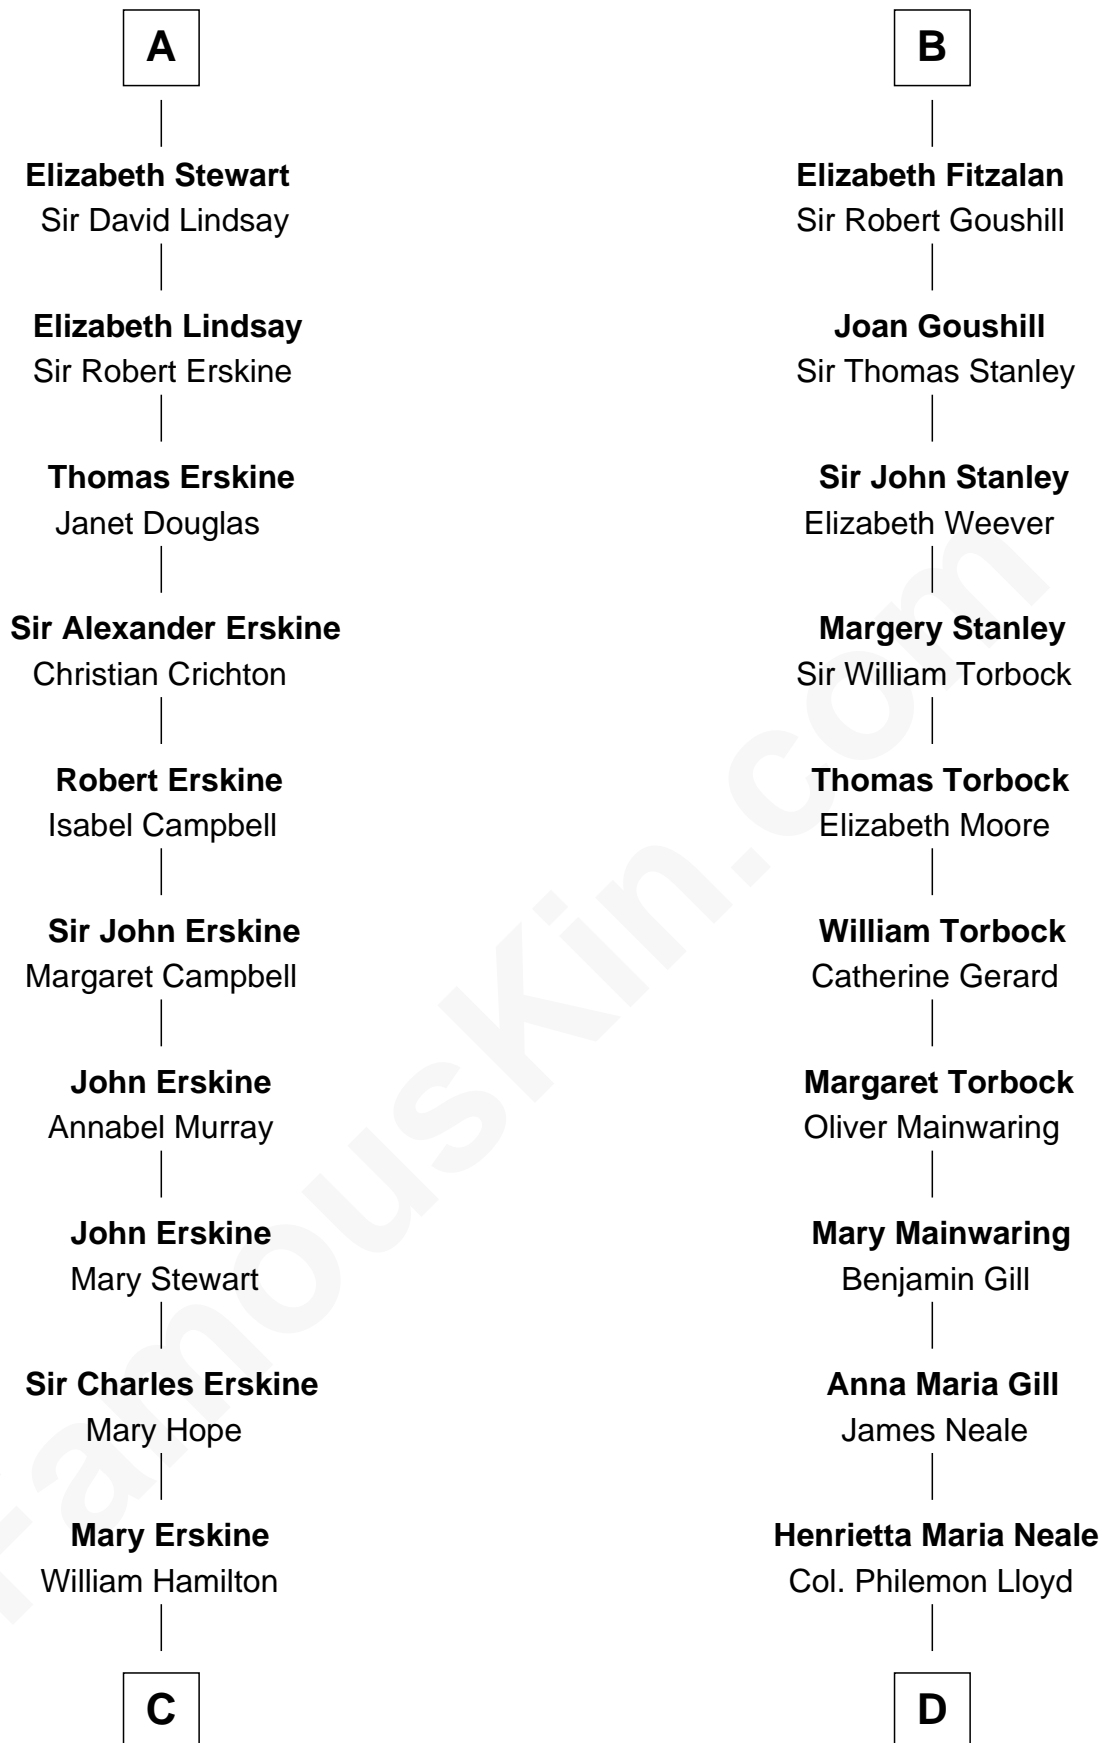 A
Elizabeth Stewart
Sir David Lindsay
Elizabeth Lindsay
Sir Robert Erskine
Thomas Erskine
Janet Douglas
Sir Alexander Erskine
Christian Crichton
Robert Erskine
Isabel Campbell
Sir John Erskine
Margaret Campbell
John Erskine
Annabel Murray
John Erskine
Mary Stewart
Sir Charles Erskine
Mary Hope
Mary Erskine
William Hamilton
C
B
Elizabeth Fitzalan
Sir Robert Goushill
Joan Goushill
Sir Thomas Stanley
Sir John Stanley
Elizabeth Weever
Margery Stanley
Sir William Torbock
Thomas Torbock
Elizabeth Moore
William Torbock
Catherine Gerard
Margaret Torbock
Oliver Mainwaring
Mary Mainwaring
Benjamin Gill
Anna Maria Gill
James Neale
Henrietta Maria Neale
Col. Philemon Lloyd
D
FamousKin.com